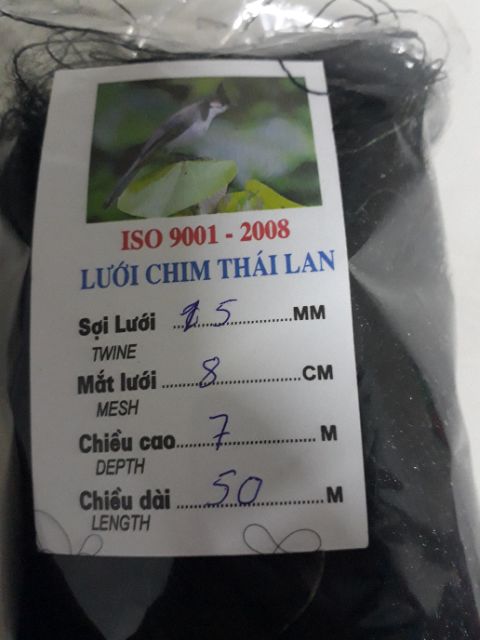 ISO 9001 - 2008
LƯỚI CHIM THÁI LAN
Sợi Lưới ............5............MM
TWINE
Mắt lưới ......8............CM
MESH
Chiều cao......7............ M
DEPTH
Chiều dài ......50............M
LENGTH